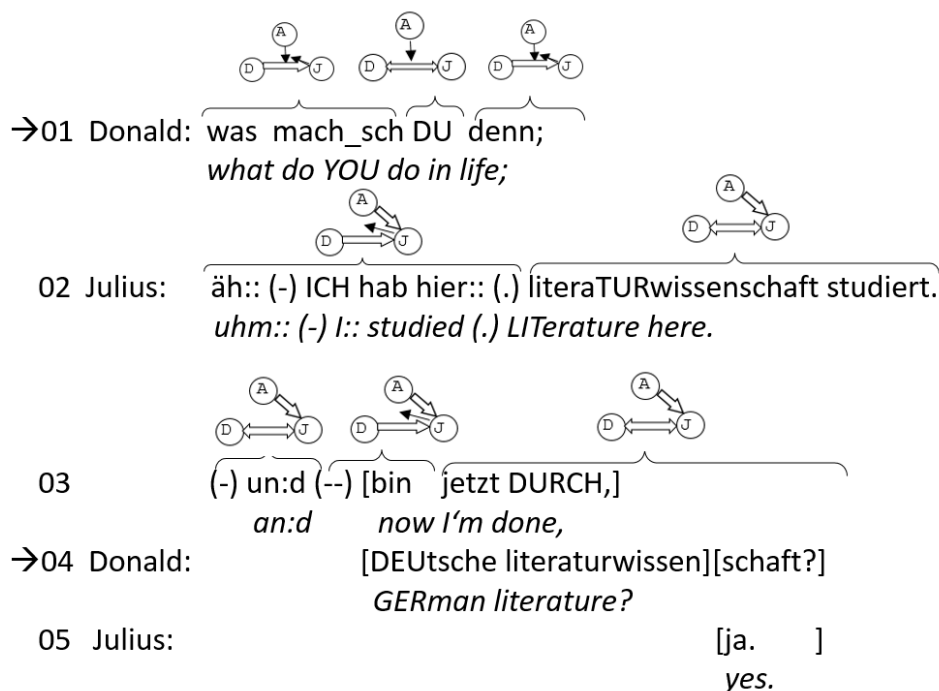 A A A
D J D J D J
→01 Donald: was mach_sch DU denn;
what do YOU do in life;
A A
D J D J
02 Julius: äh:: (-) ICH hab hier:: (.) literaTURwissenschaft studiert.
uhm:: (-) I:: studied (.) LITerature here.
A A A
D J D J D J
03 (-) un:d (--) [bin jetzt DURCH,]
an:d now I‘m done,
→04 Donald: [DEUtsche literaturwissen][schaft?]
GERman literature?
05 Julius: [ja. ]
yes.